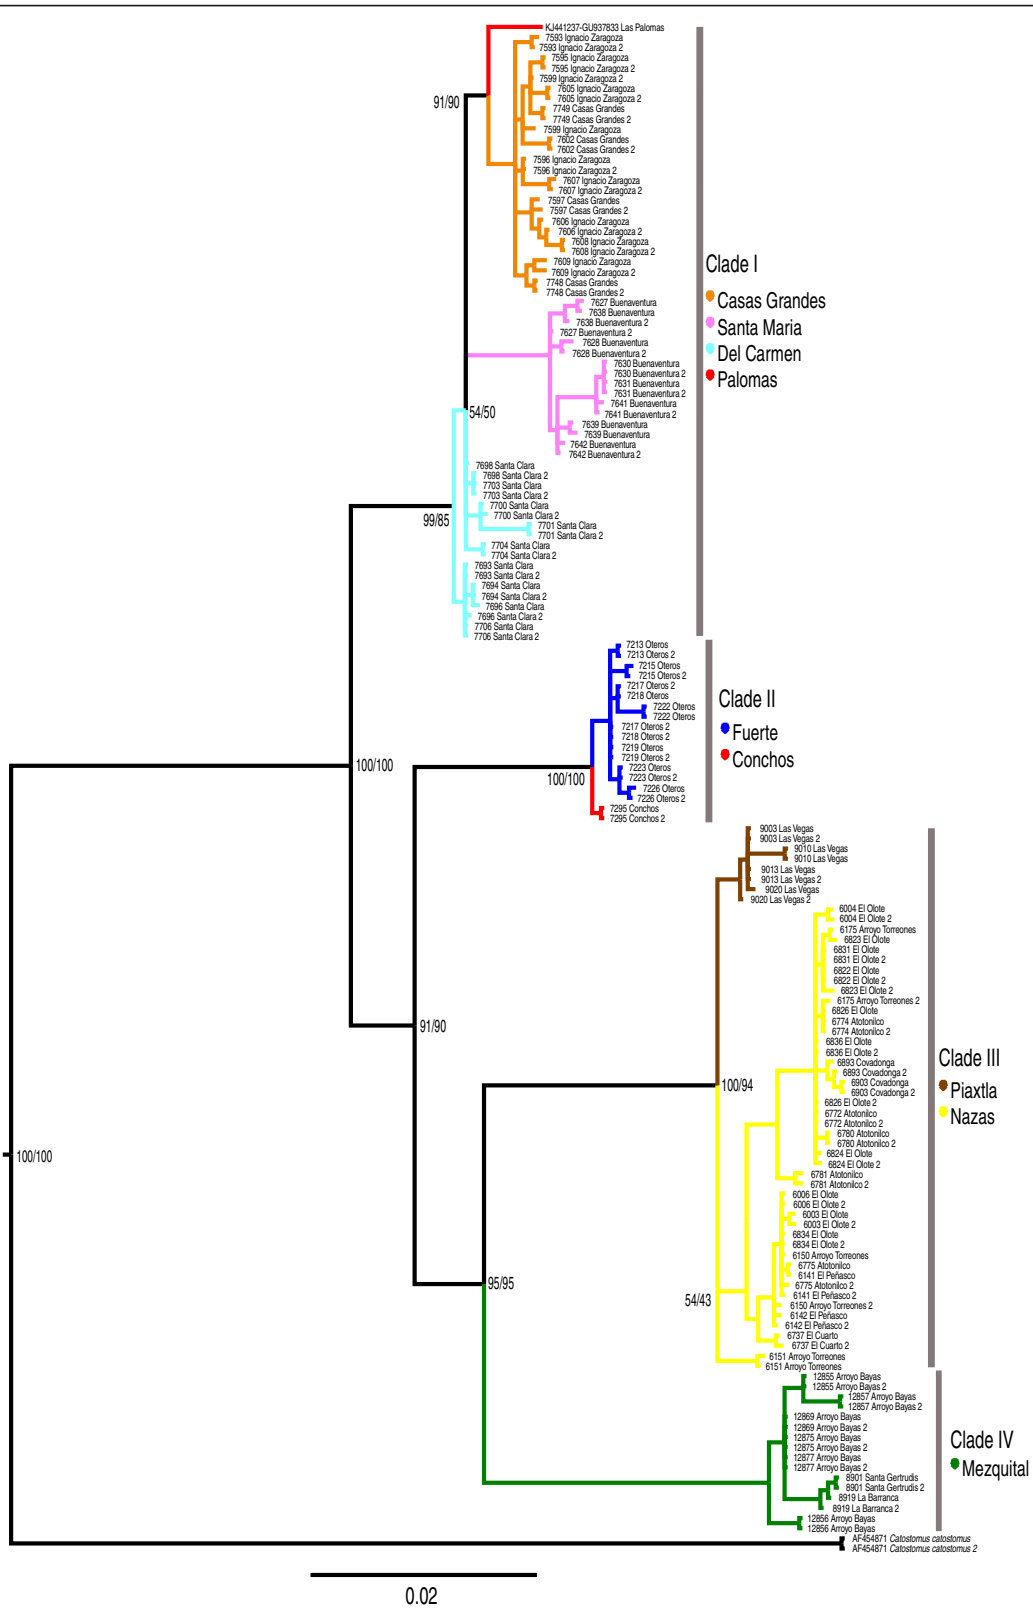 KJ441237-GU937833 Las Palomas
7593 Ignacio Zaragoza
7593 Ignacio Zaragoza 2
7595 Ignacio Zaragoza
7595 Ignacio Zaragoza 2
7599 Ignacio Zaragoza 2
7605 Ignacio Zaragoza
7605 Ignacio Zaragoza 2
7749 Casas Grandes
7749 Casas Grandes 2
7599 Ignacio Zaragoza
7602 Casas Grandes
7602 Casas Grandes 2
7596 Ignacio Zaragoza
7596 Ignacio Zaragoza 2
7607 Ignacio Zaragoza
7607 Ignacio Zaragoza 2
7597 Casas Grandes
7597 Casas Grandes 2
7606 Ignacio Zaragoza
7606 Ignacio Zaragoza 2
7608 Ignacio Zaragoza
7608 Ignacio Zaragoza 2
7609 Ignacio Zaragoza
7609 Ignacio Zaragoza 2
7748 Casas Grandes
7748 Casas Grandes 2
7627 Buenaventura
7638 Buenaventura
7638 Buenaventura 2
7627 Buenaventura 2
7628 Buenaventura
7628 Buenaventura 2
7630 Buenaventura
7630 Buenaventura 2
7631 Buenaventura
7631 Buenaventura 2
7641 Buenaventura
7641 Buenaventura 2
7639 Buenaventura
7639 Buenaventura
7642 Buenaventura
7642 Buenaventura 2
7698 Santa Clara
7698 Santa Clara 2
7703 Santa Clara
7703 Santa Clara 2
7700 Santa Clara
7700 Santa Clara 2
7701 Santa Clara
7701 Santa Clara 2
7704 Santa Clara
7704 Santa Clara 2
7693 Santa Clara
7693 Santa Clara 2
7694 Santa Clara
7694 Santa Clara 2
7696 Santa Clara
7696 Santa Clara 2
7706 Santa Clara
7706 Santa Clara 2
91/90
54/50
99/85
Clade I
Casas Grandes
Santa Maria
Del Carmen
Palomas
7213 Oteros
7213 Oteros 2
7215 Oteros
7215 Oteros 2
7217 Oteros 2
7218 Oteros
7222 Oteros
7222 Oteros
7217 Oteros 2
7218 Oteros 2
7219 Oteros
7219 Oteros 2
7223 Oteros
7223 Oteros 2
7226 Oteros
7226 Oteros 2
7295 Conchos
7295 Conchos 2
100/100
100/100
Clade II
Fuerte
Conchos
9003 Las Vegas
9003 Las Vegas 2
9010 Las Vegas
9010 Las Vegas
9013 Las Vegas
9013 Las Vegas 2
9020 Las Vegas
9020 Las Vegas 2
6004 El Olote
6004 El Olote 2
6175 Arroyo Torreones
6823 El Olote
6831 El Olote
6831 El Olote 2
6822 El Olote
6822 El Olote 2
6823 El Olote 2
6175 Arroyo Torreones 2
6826 El Olote
6774 Atotonilco
6774 Atotonilco 2
6836 El Olote
6836 El Olote 2
6893 Covadonga
6893 Covadonga 2
6903 Covadonga
6903 Covadonga 2
6826 El Olote 2
6772 Atotonilco
6772 Atotonilco 2
6780 Atotonilco
6780 Atotonilco 2
6824 El Olote
6824 El Olote 2
6781 Atotonilco
6781 Atotonilco 2
6006 El Olote
6006 El Olote 2
6003 El Olote
6003 El Olote 2
6834 El Olote
6834 El Olote 2
6150 Arroyo Torreones
6775 Atotonilco
6141 El Peñasco
6775 Atotonilco 2
6141 El Peñasco 2
6150 Arroyo Torreones 2
6142 El Peñasco
6142 El Peñasco 2
6737 El Cuarto
6737 El Cuarto 2
6151 Arroyo Torreones
6151 Arroyo Torreones
91/90
100/94
100/100
95/95
54/43
Clade III
Piaxtla
Nazas
12855 Arroyo Bayas
12855 Arroyo Bayas 2
12857 Arroyo Bayas
12857 Arroyo Bayas 2
12869 Arroyo Bayas
12869 Arroyo Bayas 2
12875 Arroyo Bayas
12875 Arroyo Bayas 2
12877 Arroyo Bayas
12877 Arroyo Bayas 2
8901 Santa Gertrudis
8901 Santa Gertrudis 2
8919 La Barranca
8919 La Barranca 2
12856 Arroyo Bayas
12856 Arroyo Bayas
Clade IV
Mezquital
AF454871 Catostomus catostomus
AF454871 Catostomus catostomus 2
0.02